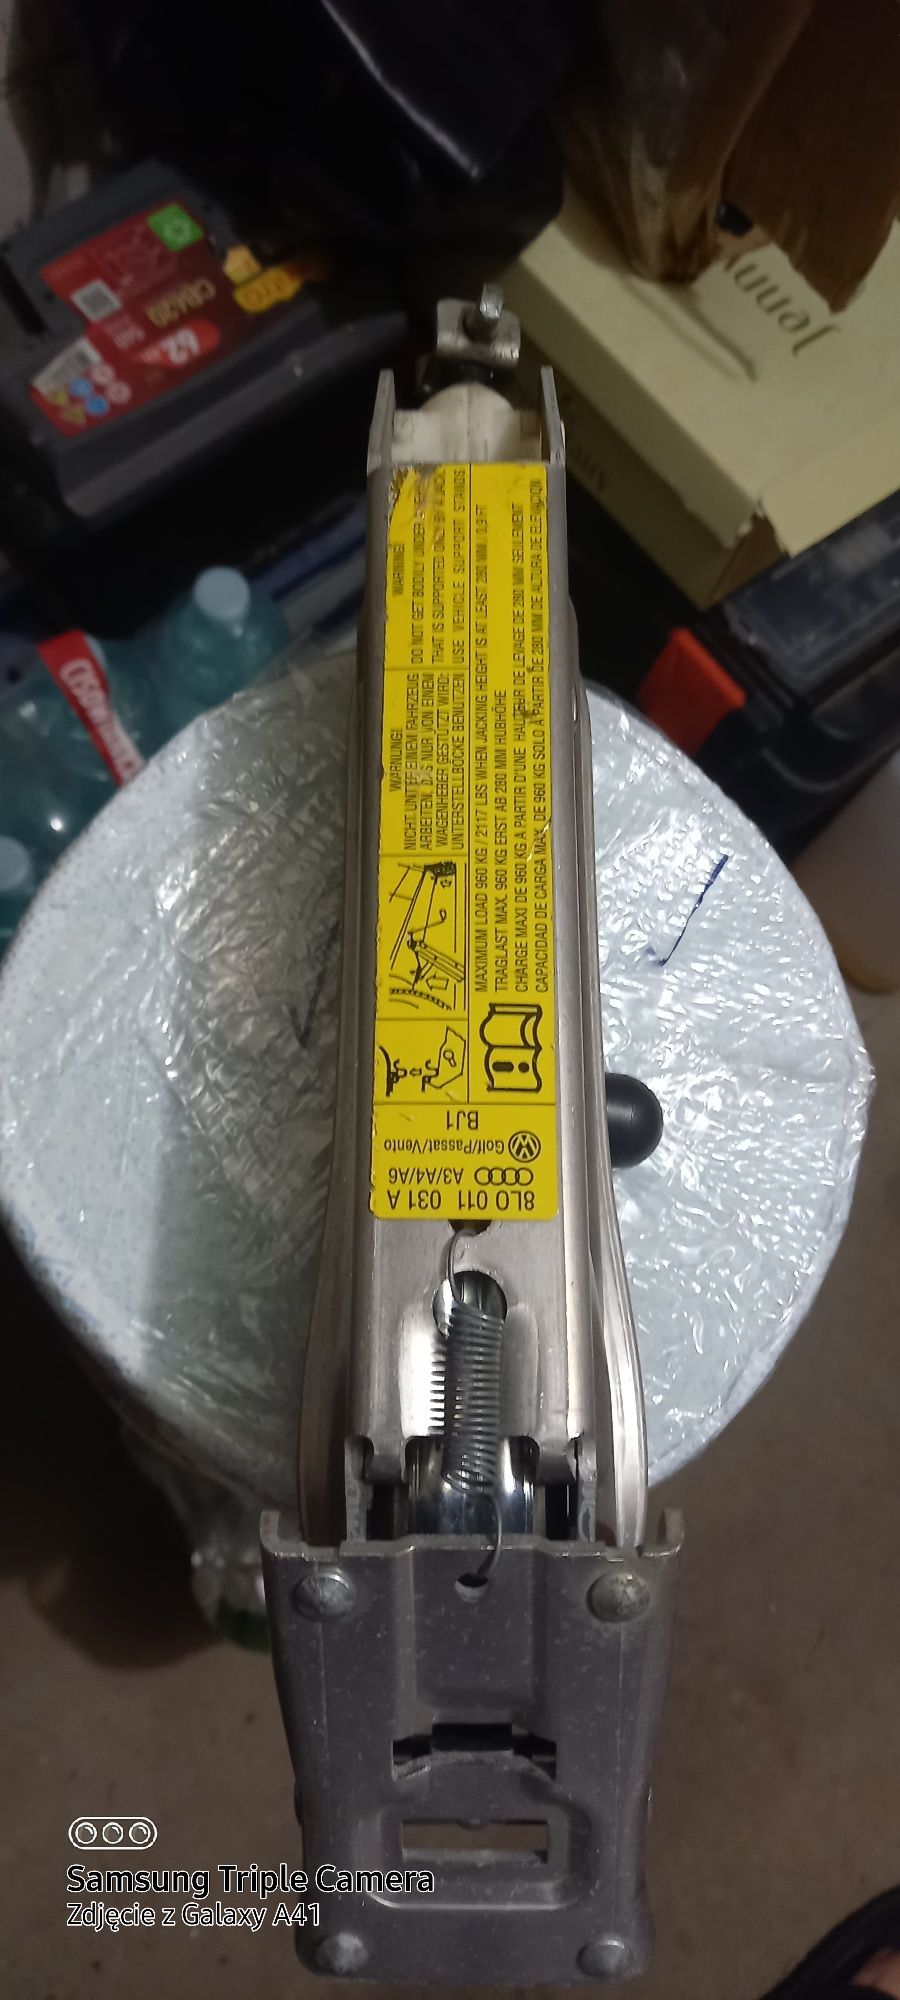 WARNING!
DO NOT GET BODILY UNDER
THAT IS SUPPORTED ONLY BY A JACK
USE VEHICLE SUPPORT STANDS
WARNUNG!
NICHT UNTER EINEM FAHRZEUG
ARBEITEN, DAS NUR VON EINEM
WAGENHEBER GESTÜTZT WIRD:
UNTERSTELLBÖCKE BENUTZEN
MAXIMUM LOAD 960 KG / 2117 LBS WHEN JACKING HEIGHT IS AT LEAST 280 MM / 0,9 FT
TRAGLAST MAX. 960 KG ERST AB 280 MM HUBHÖHE
CHARGE MAXI DE 960 KG A PARTIR D'UNE HAUTEUR DE LEVAGE DE 280 MM SEULEMENT
CAPACIDAD DE CARGA MAX. DE 960 KG SOLO A PARTIR DE 280 MM DE ALTURA DE ELEVACION
8L0 011 031 A
A3/A4/A6
Golf/Passat/Vento
BJ1
Jenny
62
Samsung Triple Camera
Zdjęcie z Galaxy A41